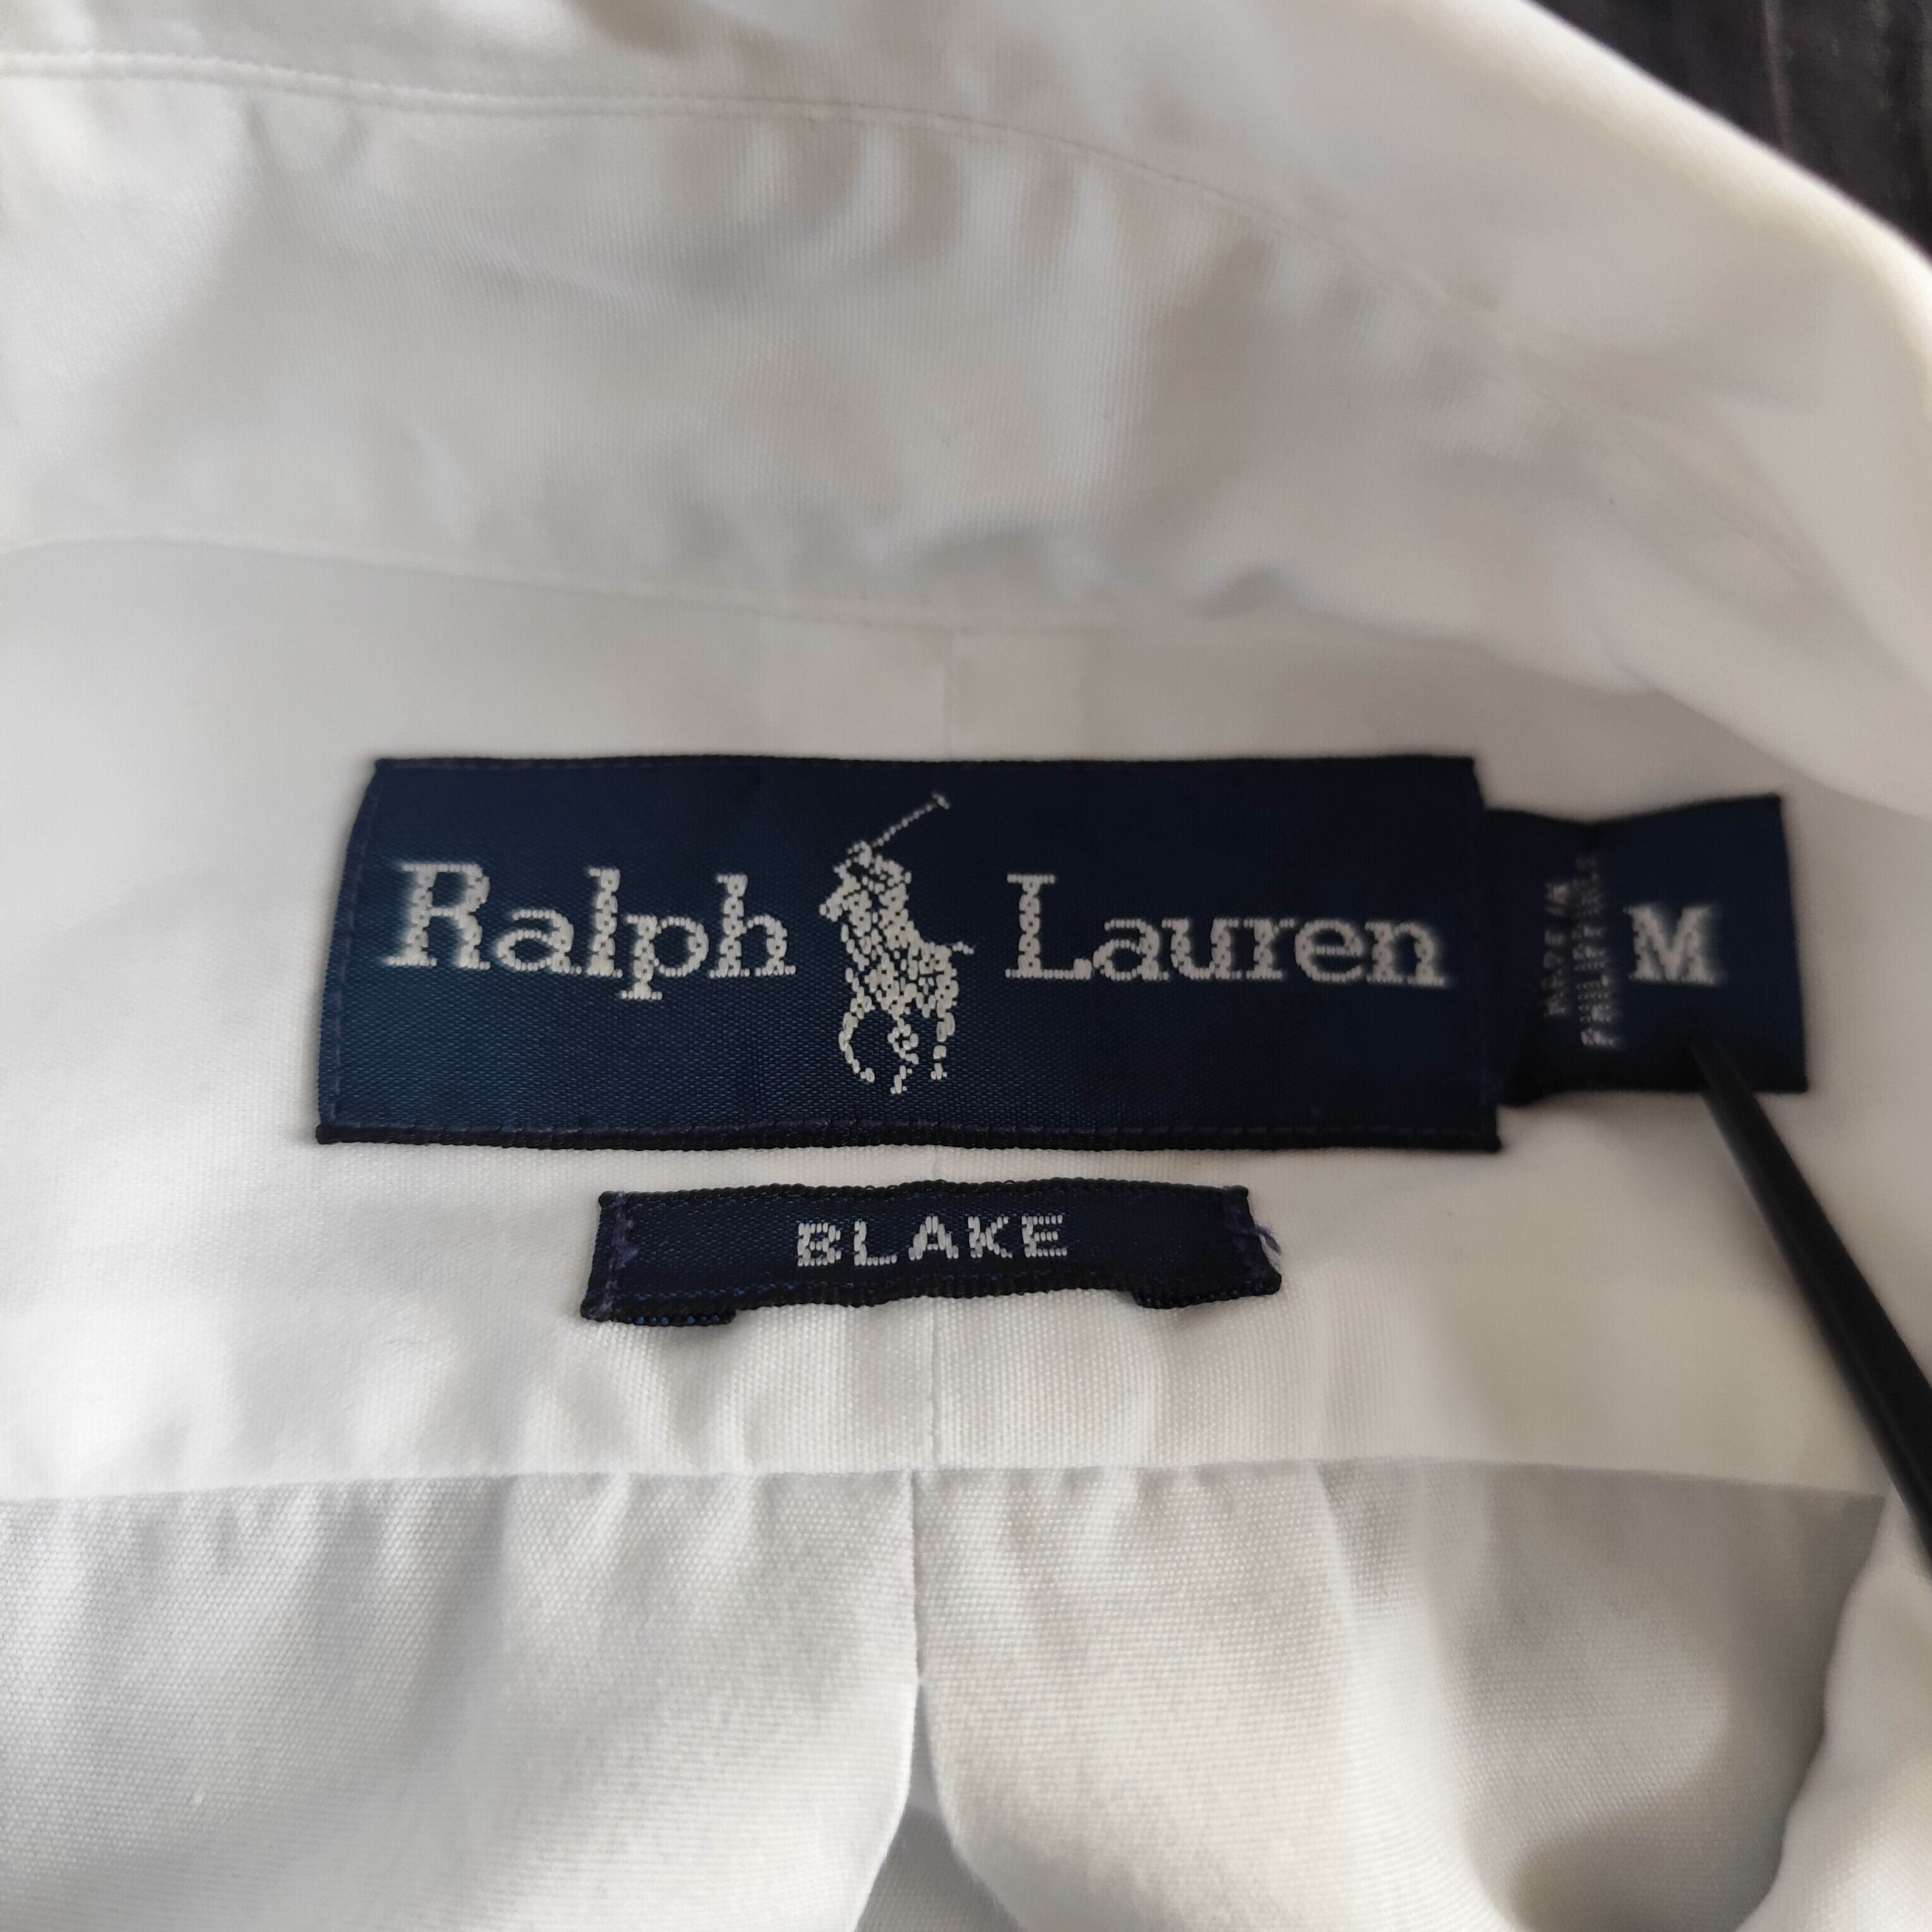 Ralph Lauren
M
MADE IN
PHILIPPINES
BLAKE